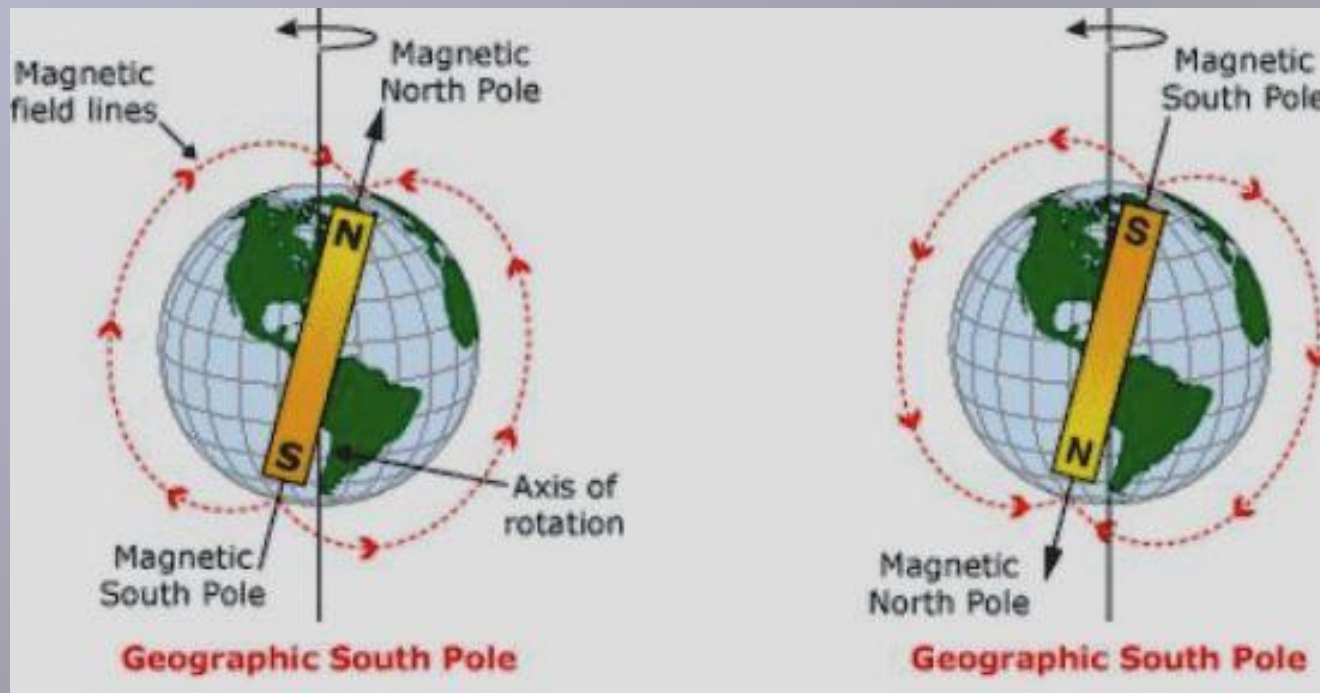 Magnetic
field lines
Magnetic
North Pole
N
S
Axis of
rotation
Magnetic
South Pole
Geographic South Pole
Magnetic
South Pole
S
N
Magnetic
North Pole
Geographic South Pole